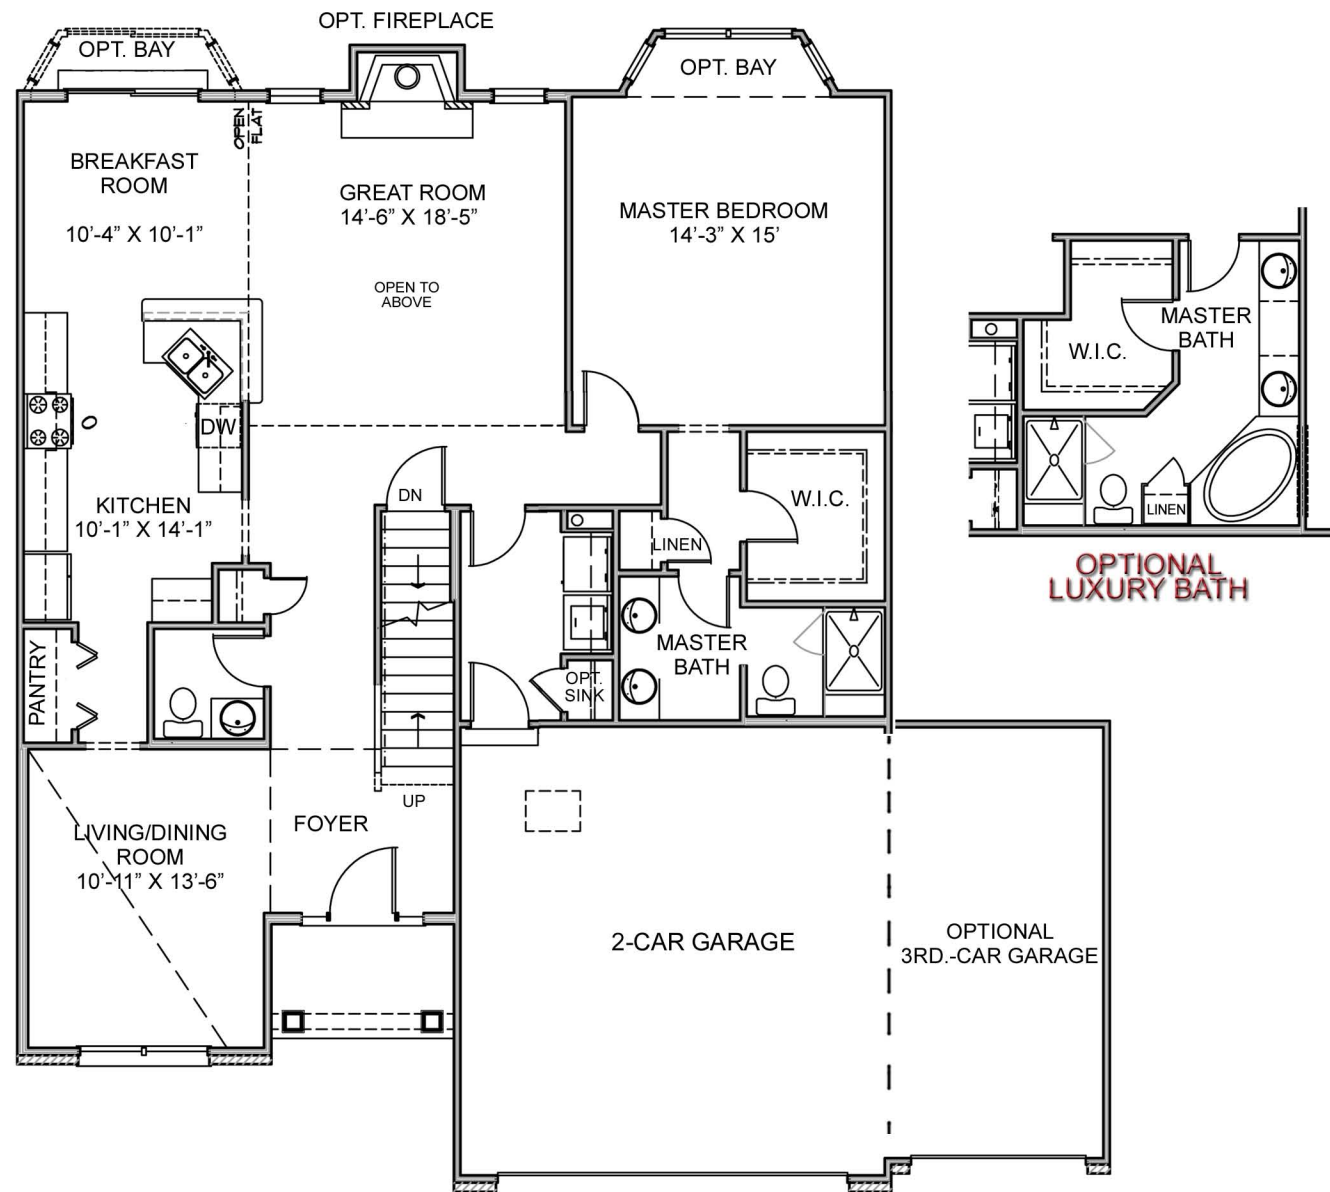 OPT. FIREPLACE
OPT. BAY
OPT. BAY
OPEN
FLAT
BREAKFAST
ROOM
10'-4” X 10'-1”
GREAT ROOM
14'-6” X 18'-5”
OPEN TO
ABOVE
MASTER BEDROOM
14'-3” X 15'
MASTER
BATH
W.I.C.
LINEN
OPTIONAL
LUXURY BATH
DW
KITCHEN
10'-1” X 14'-1”
DN
W.I.C.
LINEN
MASTER
BATH
OPT.
SINK
PANTRY
UP
FOYER
LIVING/DINING
ROOM
10'-11” X 13'-6”
2-CAR GARAGE
OPTIONAL
3RD.-CAR GARAGE